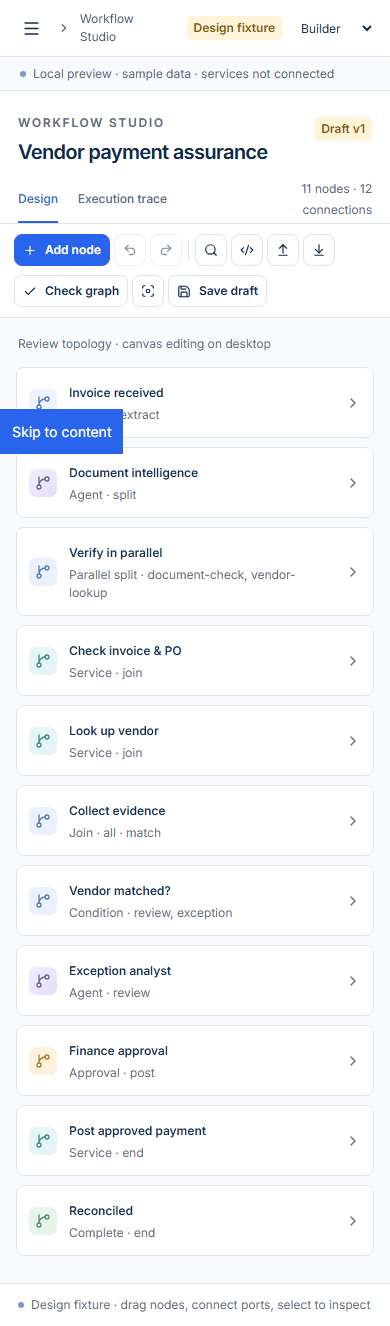 Workflow
Studio
Design fixture
Builder
Local preview · sample data · services not connected
WORKFLOW STUDIO
Draft v1
Vendor payment assurance
Design
Execution trace
11 nodes · 12
connections
Add node
Check graph
Save draft
Review topology · canvas editing on desktop
Invoice received
extract
Skip to content
Document intelligence
Agent · split
Verify in parallel
Parallel split · document-check, vendor-
lookup
Check invoice & PO
Service · join
Look up vendor
Service · join
Collect evidence
Join · all · match
Vendor matched?
Condition · review, exception
Exception analyst
Agent · review
Finance approval
Approval · post
Post approved payment
Service · end
Reconciled
Complete · end
Design fixture · drag nodes, connect ports, select to inspect